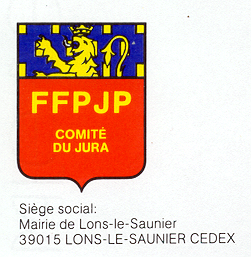 FFPJP
COMITÉ
DU JURA
Siège social:
Mairie de Lons-le-Saunier
39015 LONS-LE-SAUNIER CEDEX